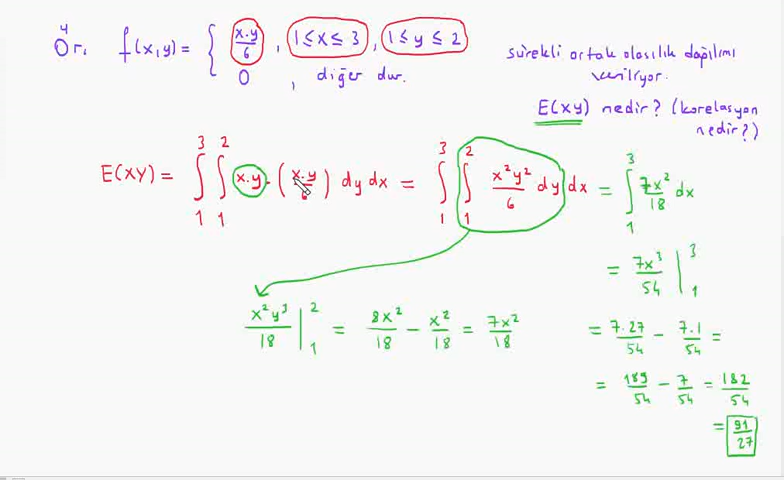 Ör. f(x,y) = { x.y/6 , 1 ≤ x ≤ 3 , 1 ≤ y ≤ 2
0 , diğer dur.
sürekli ortak olasılık dağılımı
veriliyor.
E(XY) nedir? (korelasyon
nedir?)
E(XY) = ∫₁³ ∫₁² x.y . (x.y/6) dy dx = ∫₁³ ∫₁² x²y²/6 dy dx = ∫₁³ 7x²/18 dx
= 7x³/54 |₁³
x²y³/18 |₁² = 8x²/18 - x²/18 = 7x²/18
= 7.27/54 - 7.1/54 =
= 189/54 - 7/54 = 182/54
= 91/27